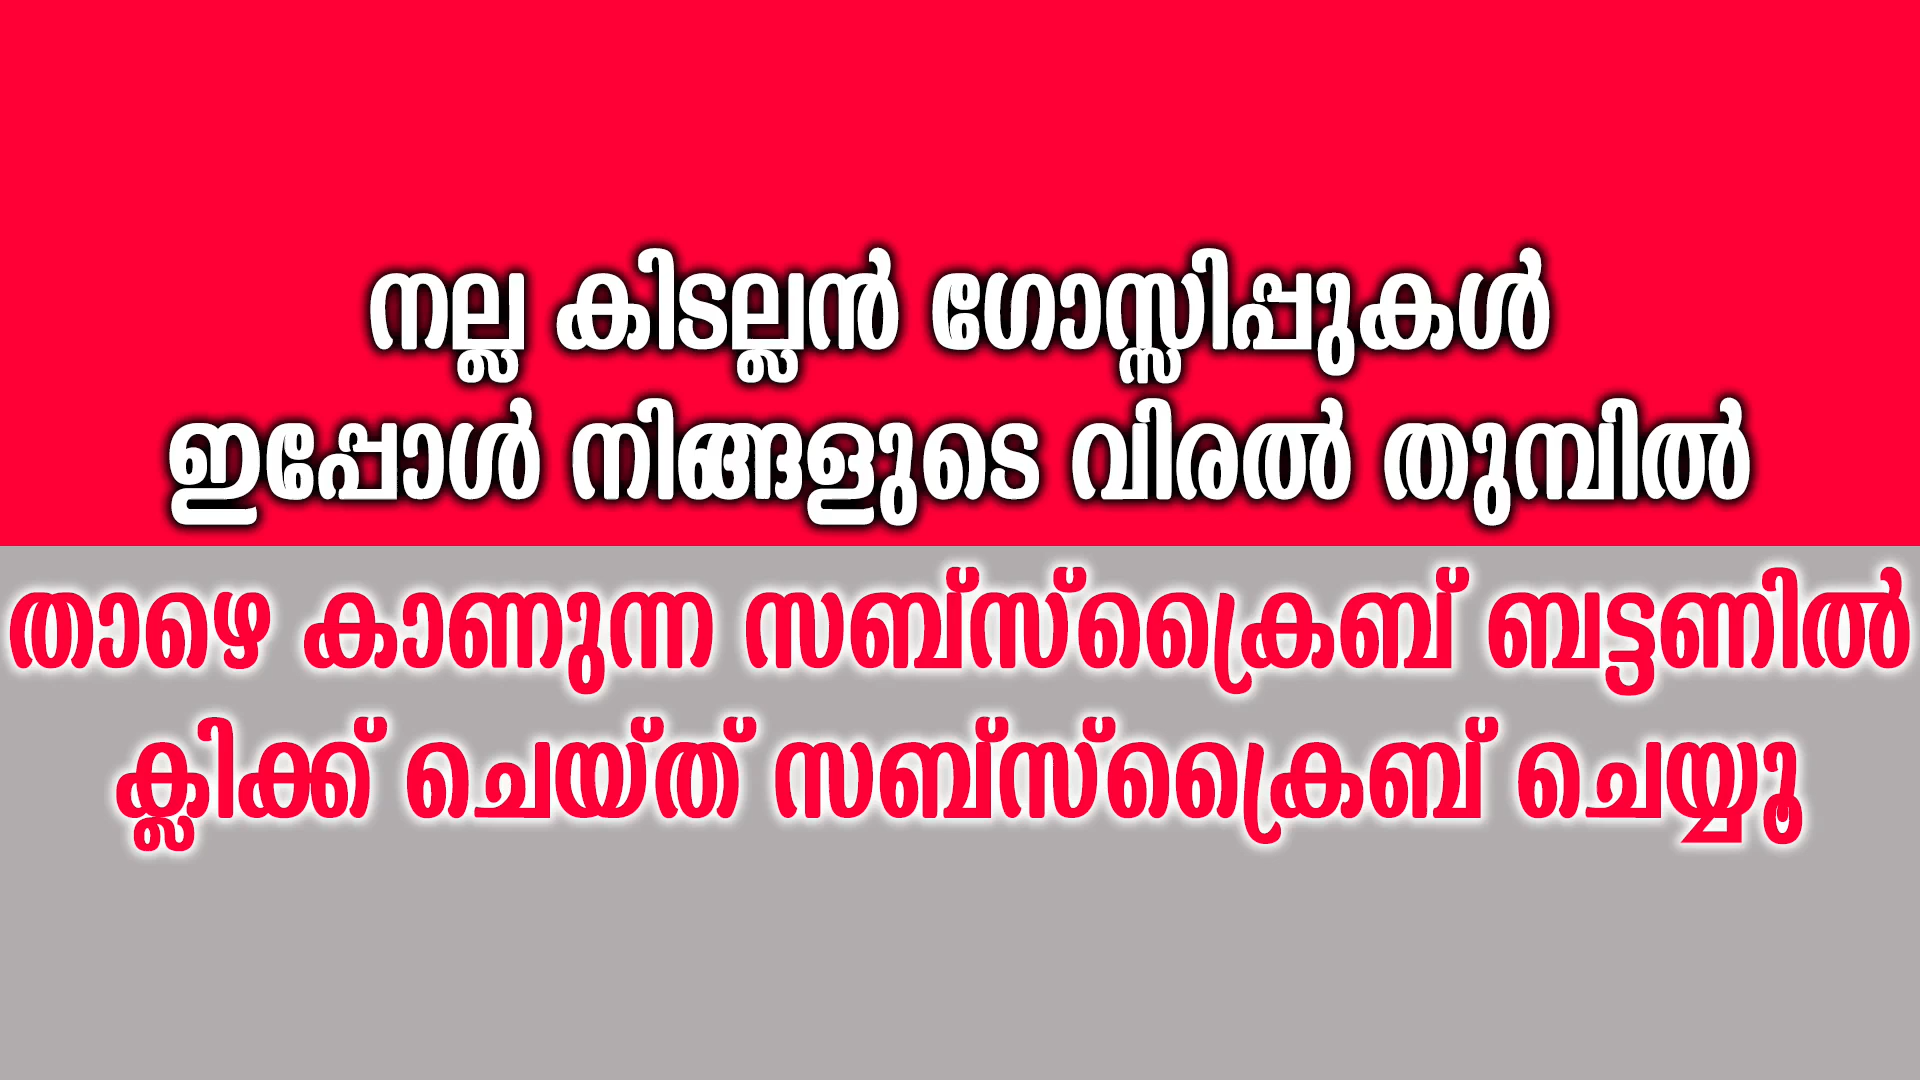 നല്ല കിടല്ലൻ ഗോസ്സിപ്പുകൾ
ഇപ്പോൾ നിങ്ങളുടെ വിരൽ തുമ്പിൽ
താഴെ കാണുന്ന സബ്സ്ക്രൈബ് ബട്ടണിൽ
ക്ലിക്ക് ചെയ്ത് സബ്സ്ക്രൈബ് ചെയ്യൂ